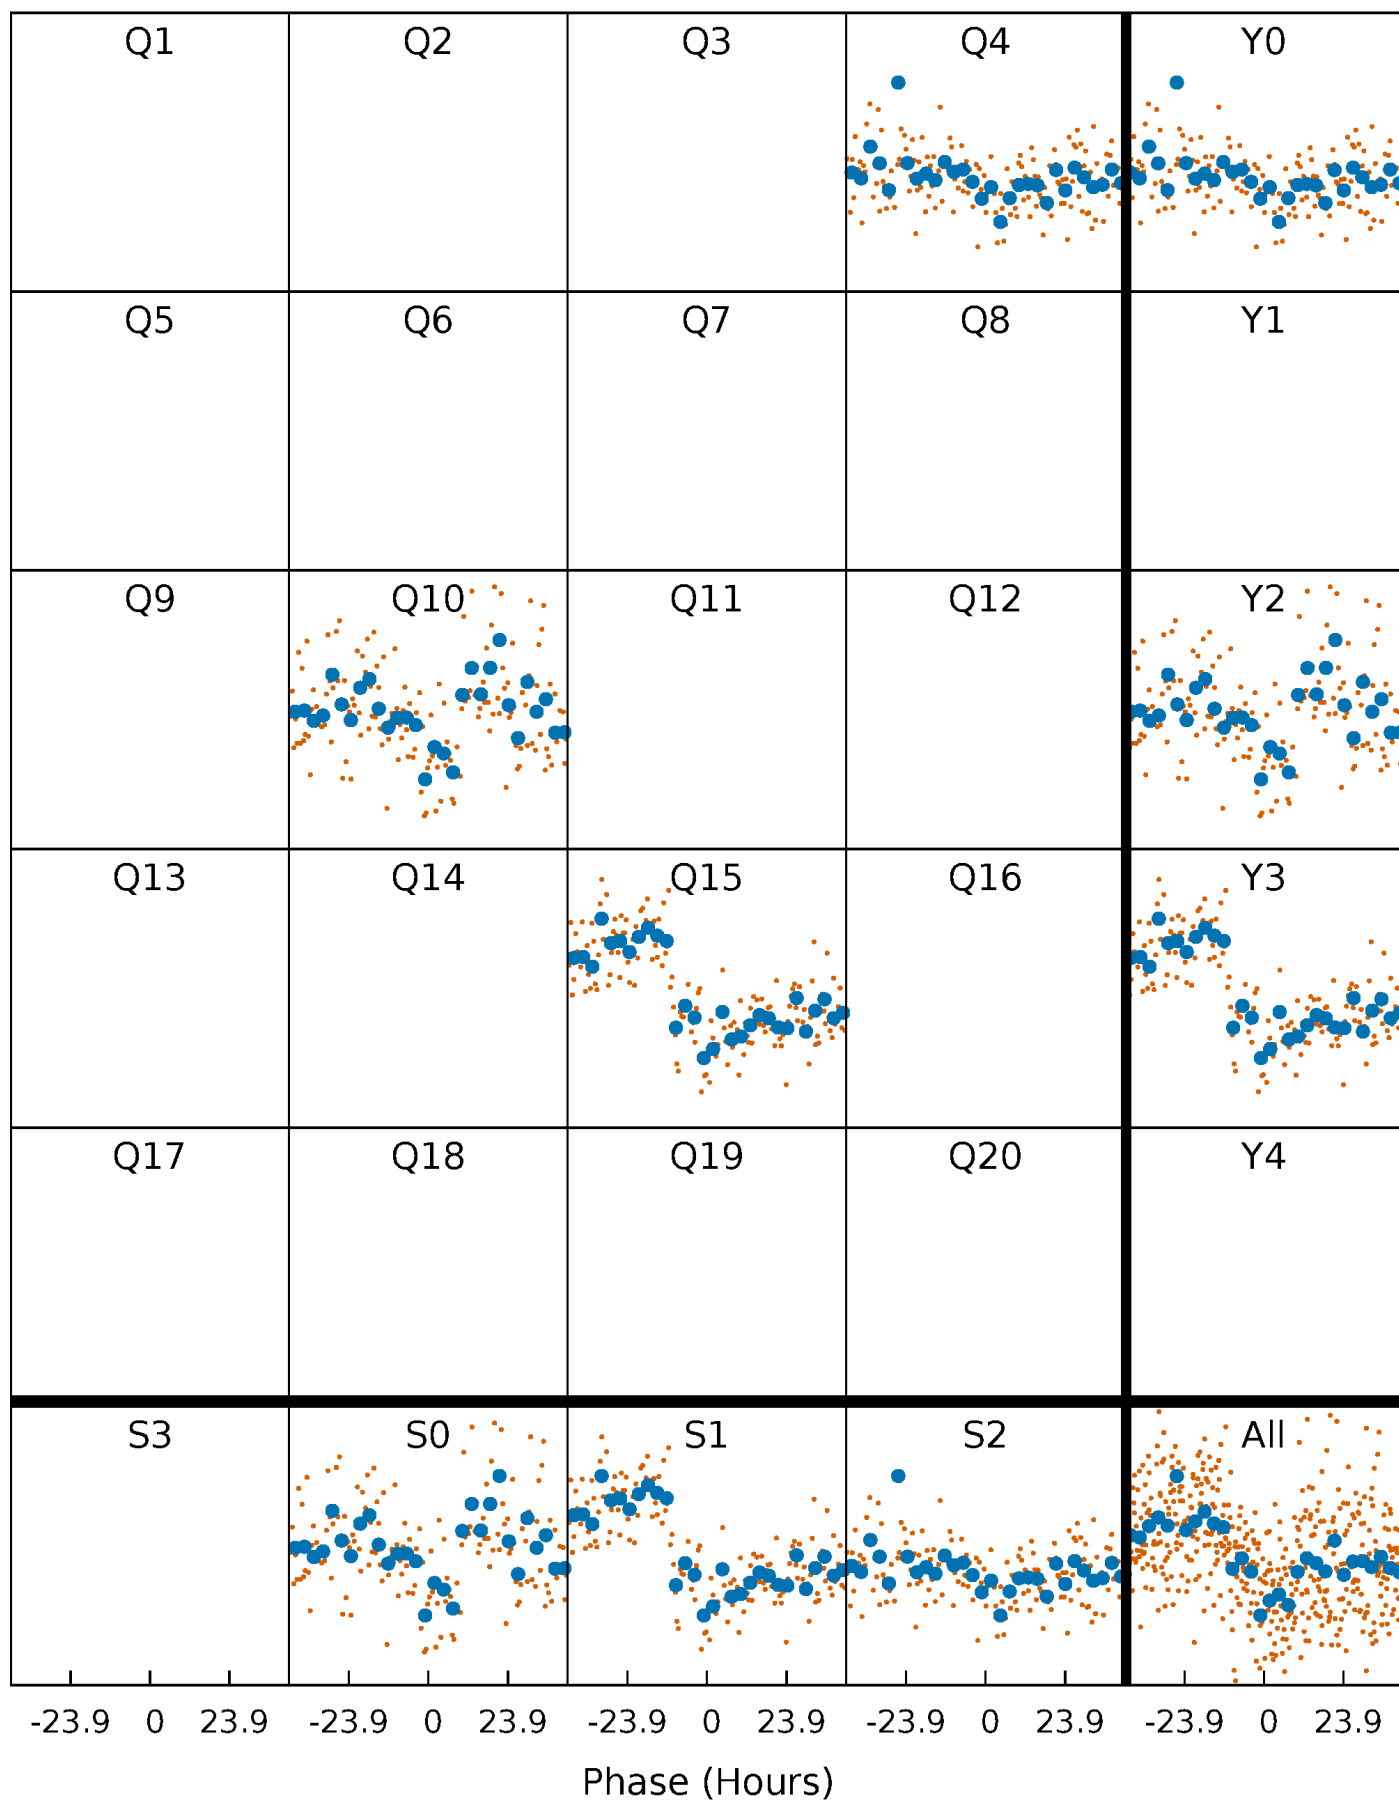 Q1 Q2 Q3 Q4 Y0
Q5 Q6 Q7 Q8 Y1
Q9 Q10 Q11 Q12 Y2
Q13 Q14 Q15 Q16 Y3
Q17 Q18 Q19 Q20 Y4
S3 S0 S1 S2 All
-23.9 0 23.9 -23.9 0 23.9 -23.9 0 23.9 -23.9 0 23.9 -23.9 0 23.9
Phase (Hours)